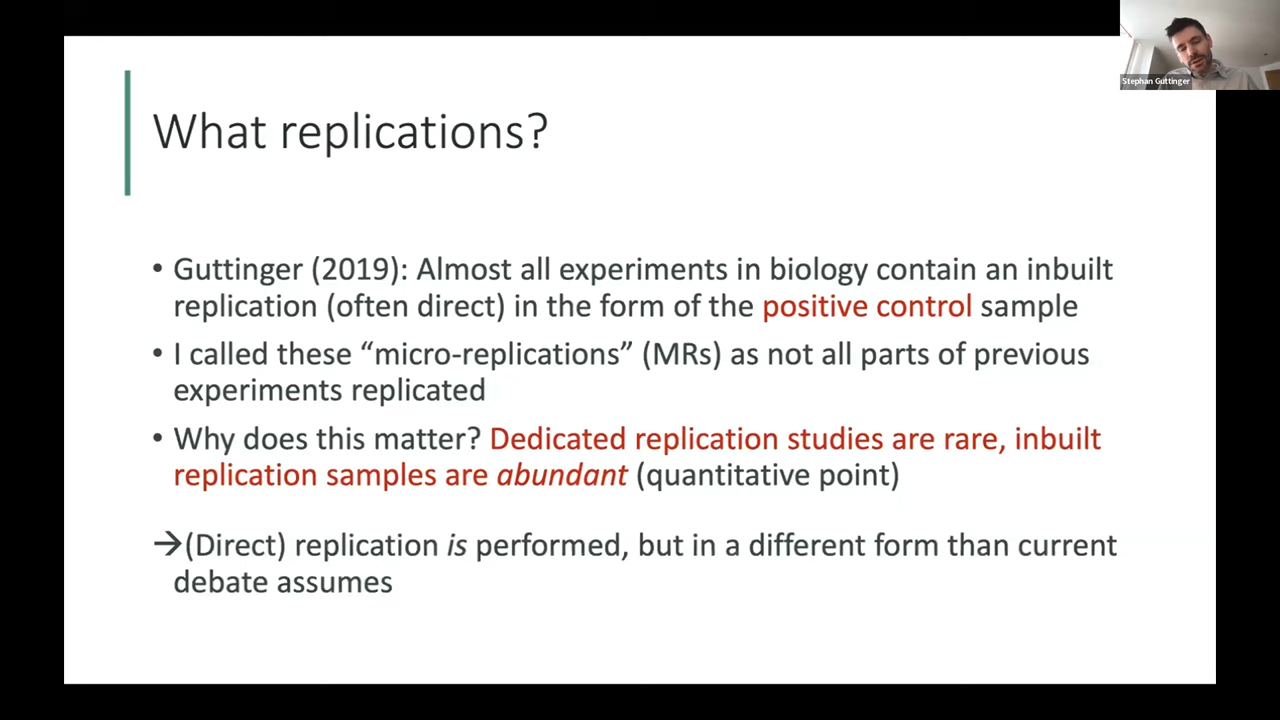 Stephan Guttinger
What replications?
• Guttinger (2019): Almost all experiments in biology contain an inbuilt
replication (often direct) in the form of the positive control sample
• I called these “micro-replications” (MRs) as not all parts of previous
experiments replicated
• Why does this matter? Dedicated replication studies are rare, inbuilt
replication samples are abundant (quantitative point)
→(Direct) replication is performed, but in a different form than current
debate assumes